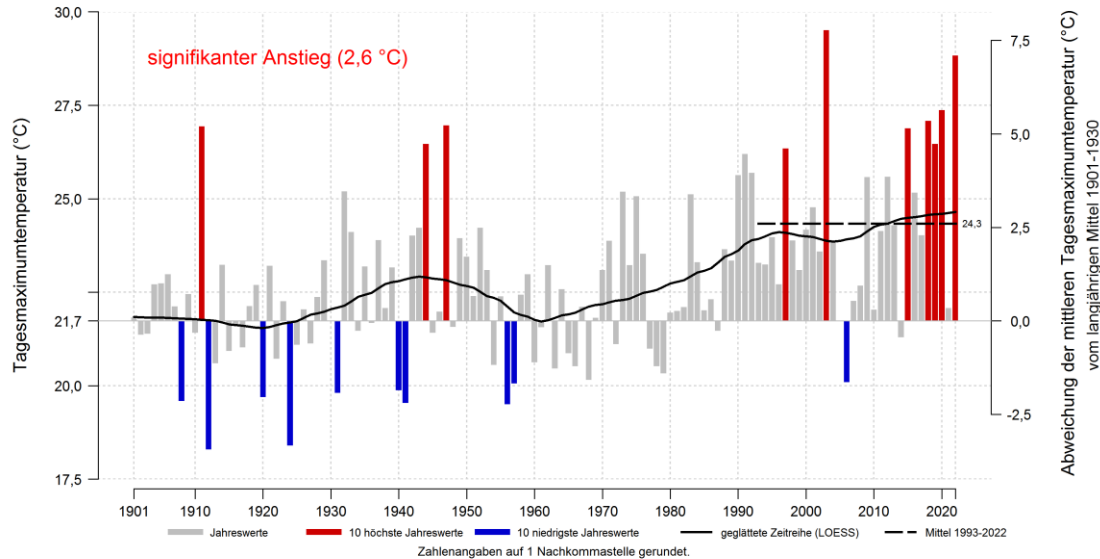 signifikanter Anstieg (2,6 °C)
Tagesmaximumtemperatur (°C)
30,0
27,5
25,0
21,7
20,0
17,5
7,5
5,0
2,5
0,0
-2,5
24,3
Abweichung der mittleren Tagesmaximumtemperatur (°C)
vom langjährigen Mittel 1901-1930
1901 1910 1920 1930 1940 1950 1960 1970 1980 1990 2000 2010 2020
Jahreswerte 10 höchste Jahreswerte 10 niedrigste Jahreswerte geglättete Zeitreihe (LOESS) Mittel 1993-2022
Zahlenangaben auf 1 Nachkommastelle gerundet.